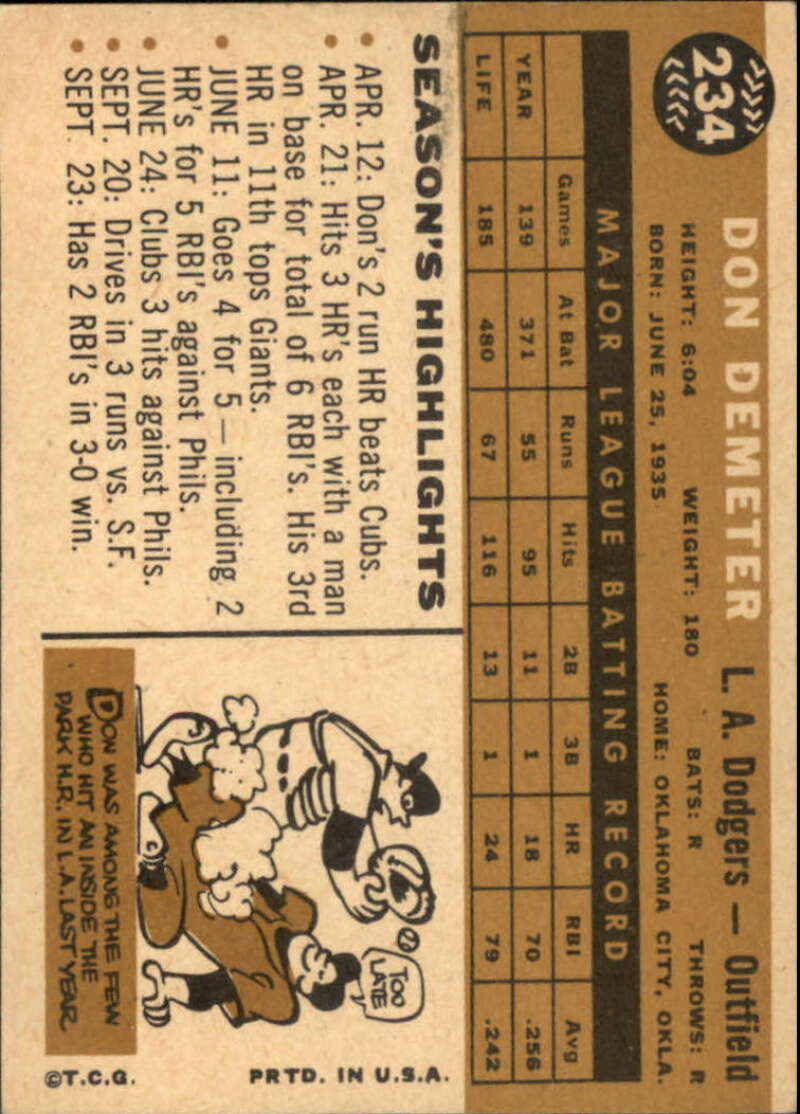 234
DON DEMETER L. A. Dodgers — Outfield
HEIGHT: 6:04 WEIGHT: 180 BATS: R THROWS: R
BORN: JUNE 25, 1935 HOME: OKLAHOMA CITY, OKLA.
MAJOR LEAGUE BATTING RECORD
Games At Bat Runs Hits 2B 3B HR RBI Avg
YEAR 139 371 55 95 11 1 18 70 .256
LIFE 185 480 67 116 13 1 24 79 .242
SEASON'S HIGHLIGHTS
• APR. 12: Don's 2 run HR beats Cubs.
• APR. 21: Hits 3 HR's each with a man
on base for total of 6 RBI's. His 3rd
HR in 11th tops Giants.
• JUNE 11: Goes 4 for 5 — including 2
HR's for 5 RBI's against Phils.
• JUNE 24: Clubs 3 hits against Phils.
• SEPT. 20: Drives in 3 runs vs. S.F.
• SEPT. 23: Has 2 RBI's in 3-0 win.
TOO
LATE
DON WAS AMONG THE FEW
WHO HIT AN INSIDE THE
PARK H.R. IN L.A. LAST YEAR
©T.C.G. PRTD. IN U.S.A.